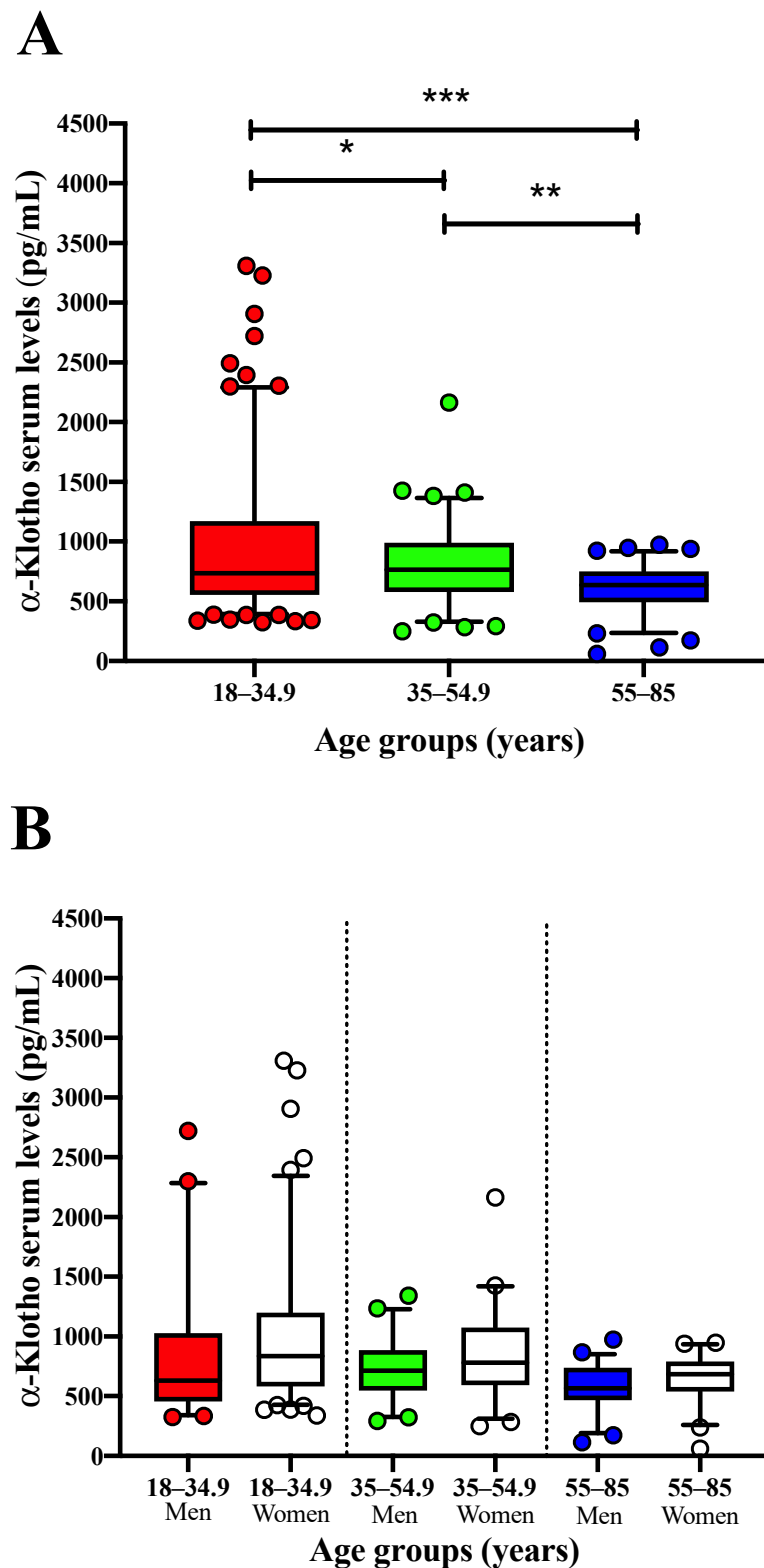 A
***
*
**
4500
4000
3500
3000
2500
2000
1500
1000
500
0
α-Klotho serum levels (pg/mL)
18–34.9 35–54.9 55–85
Age groups (years)
B
4500
4000
3500
3000
2500
2000
1500
1000
500
0
α-Klotho serum levels (pg/mL)
18–34.9 18–34.9 35–54.9 35–54.9 55–85 55–85
Men Women Men Women Men Women
Age groups (years)